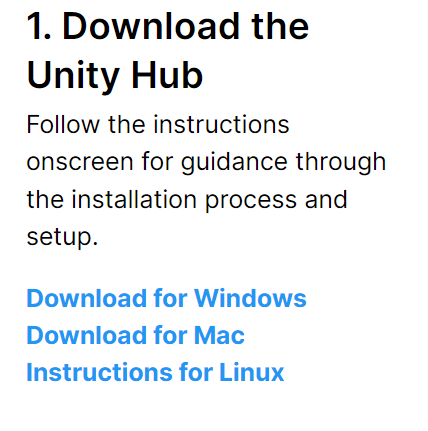 1. Download the
Unity Hub
Follow the instructions
onscreen for guidance through
the installation process and
setup.
Download for Windows
Download for Mac
Instructions for Linux